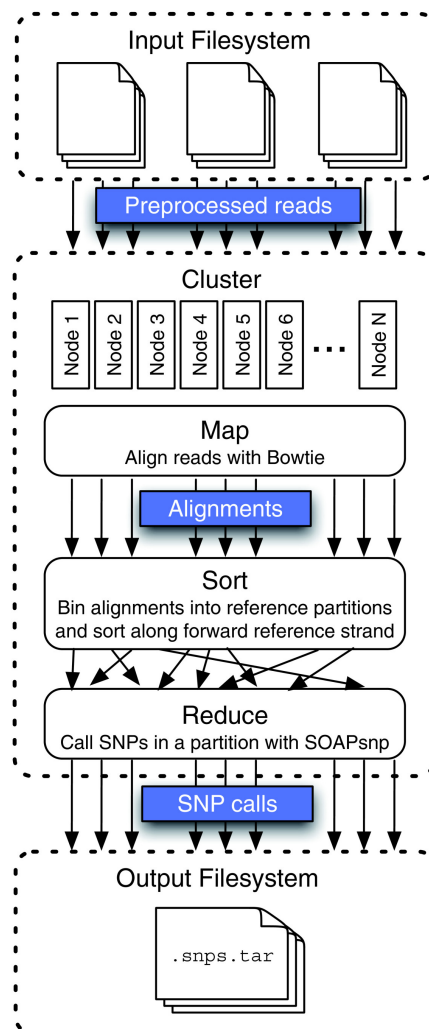 Input Filesystem
Preprocessed reads
Cluster
Node 1
Node 2
Node 3
Node 4
Node 5
Node 6
...
Node N
Map
Align reads with Bowtie
Alignments
Sort
Bin alignments into reference partitions
and sort along forward reference strand
Reduce
Call SNPs in a partition with SOAPsnp
SNP calls
Output Filesystem
.snps.tar